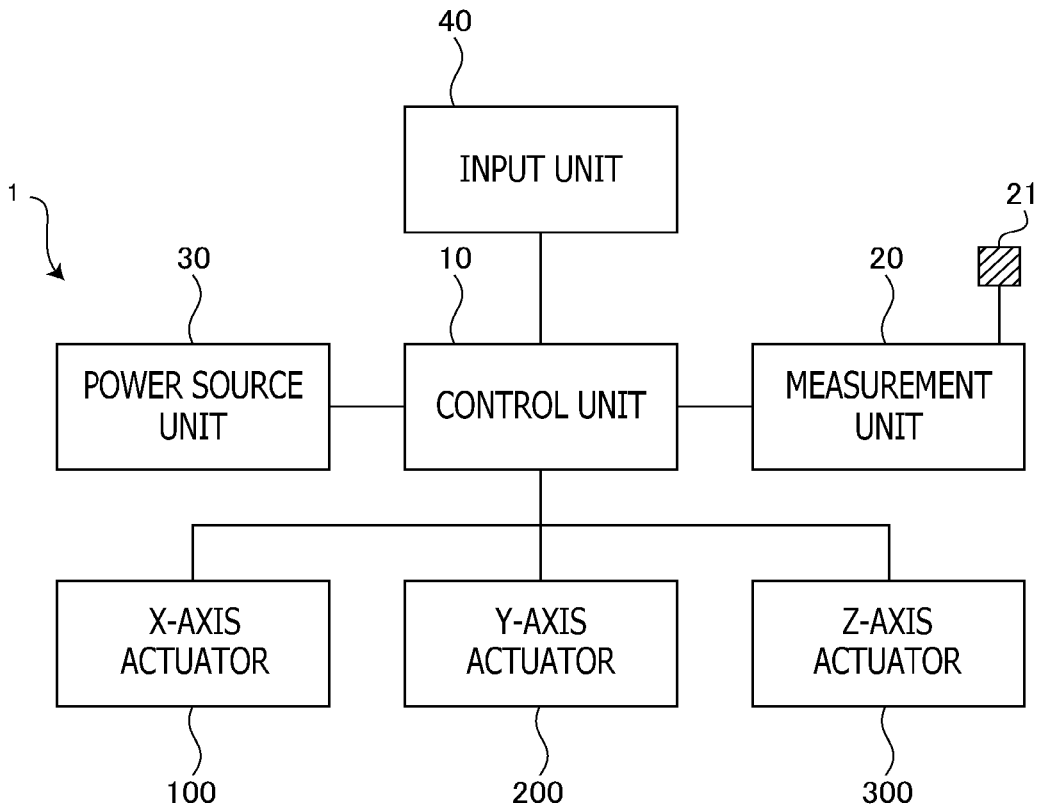 40
INPUT UNIT
1
21
30
10
20
POWER SOURCE
UNIT
CONTROL UNIT
MEASUREMENT
UNIT
X-AXIS
ACTUATOR
Y-AXIS
ACTUATOR
Z-AXIS
ACTUATOR
100
200
300